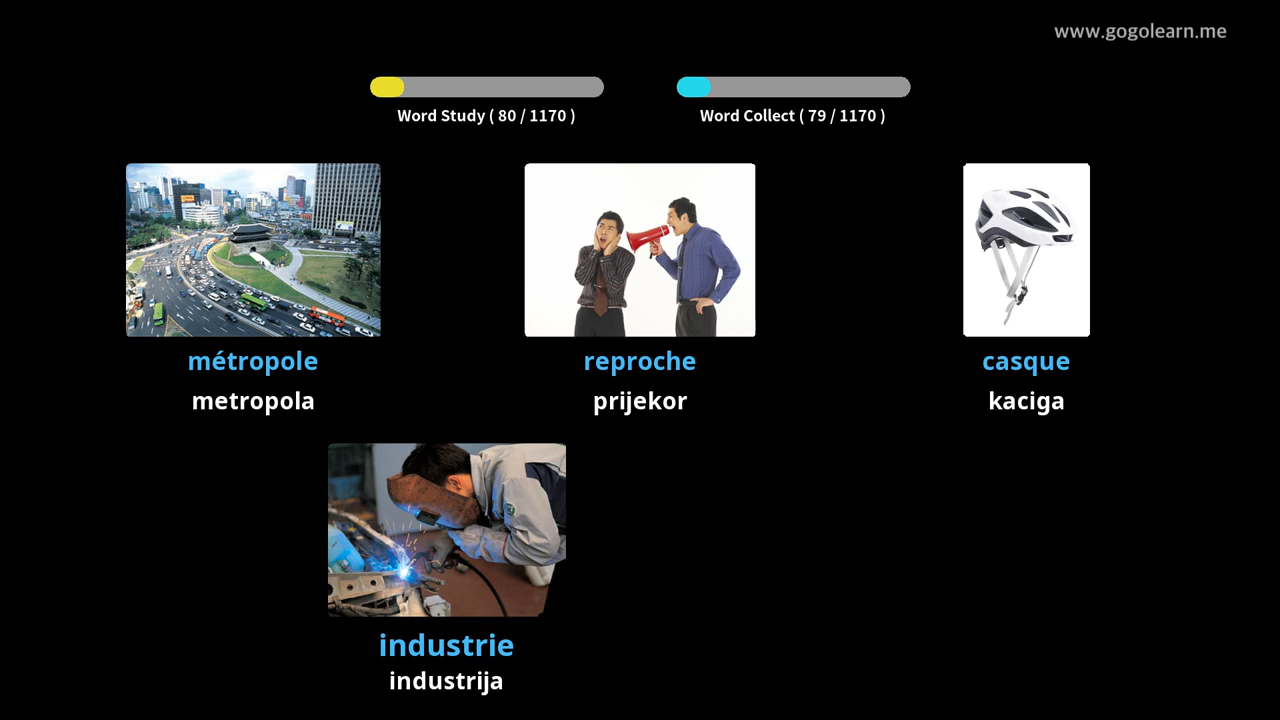 www.gogolearn.me
Word Study ( 80 / 1170 )
Word Collect ( 79 / 1170 )
métropole
metropola
reproche
prijekor
casque
kaciga
industrie
industrija